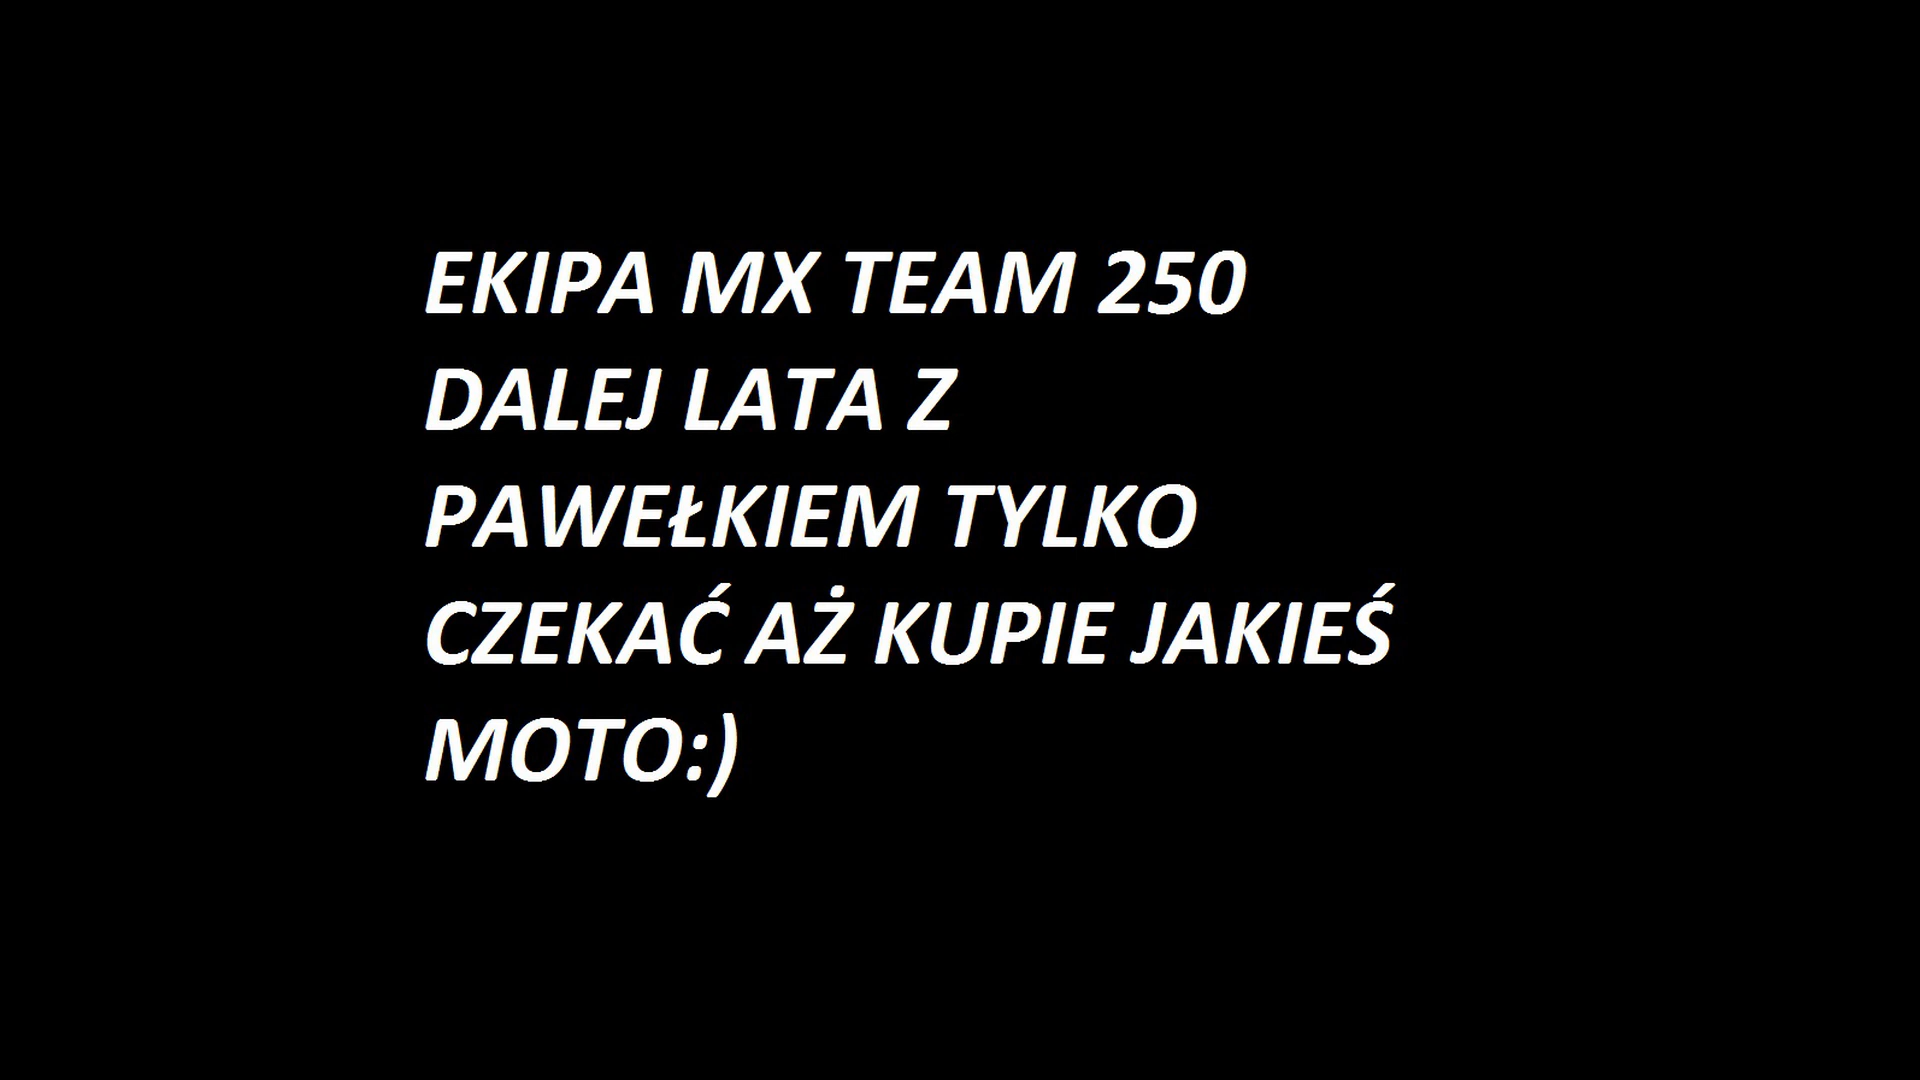 EKIPA MX TEAM 250
DALEJ LATA Z
PAWEŁKIEM TYLKO
CZEKAĆ AŻ KUPIE JAKIEŚ
MOTO:)